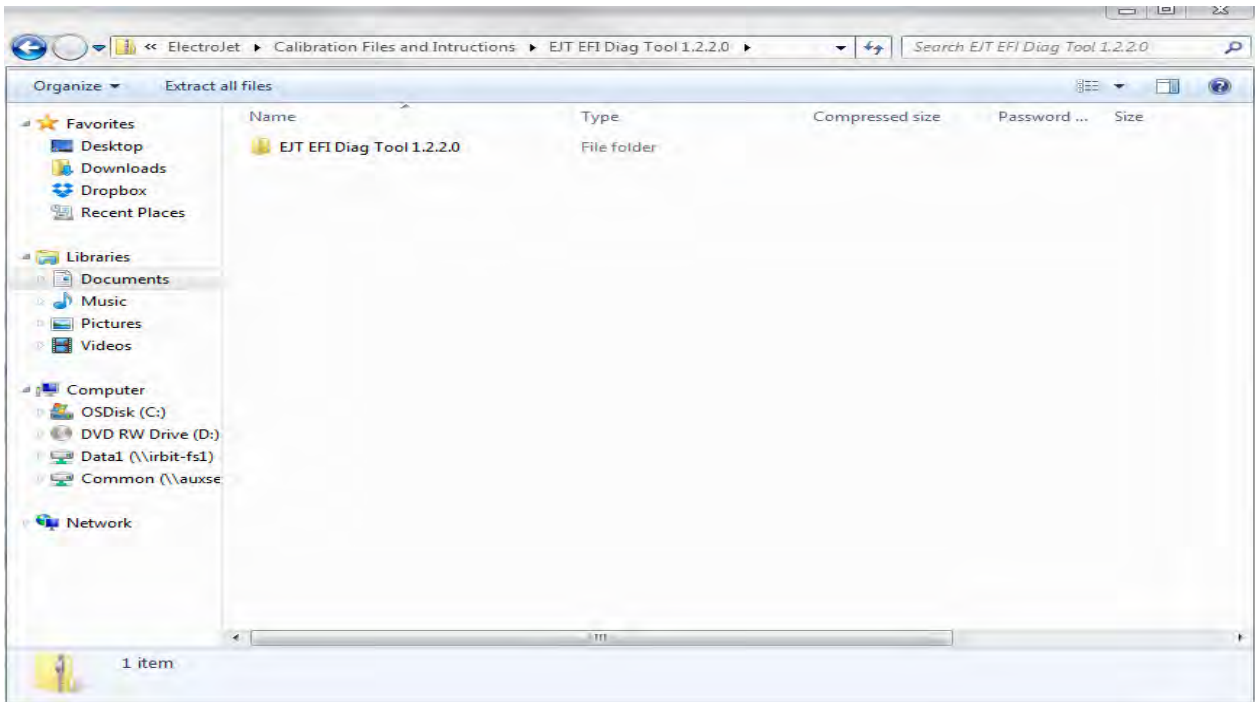 « ElectroJet ▸ Calibration Files and Intructions ▸ EJT EFI Diag Tool 1.2.2.0 ▸
Search EJT EFI Diag Tool 1.2.2.0
Organize Extract all files
Name Type Compressed size Password ... Size
EJT EFI Diag Tool 1.2.2.0 File folder
Favorites
Desktop
Downloads
Dropbox
Recent Places
Libraries
Documents
Music
Pictures
Videos
Computer
OSDisk (C:)
DVD RW Drive (D:)
Data1 (\\irbit-fs1)
Common (\\auxse
Network
1 item